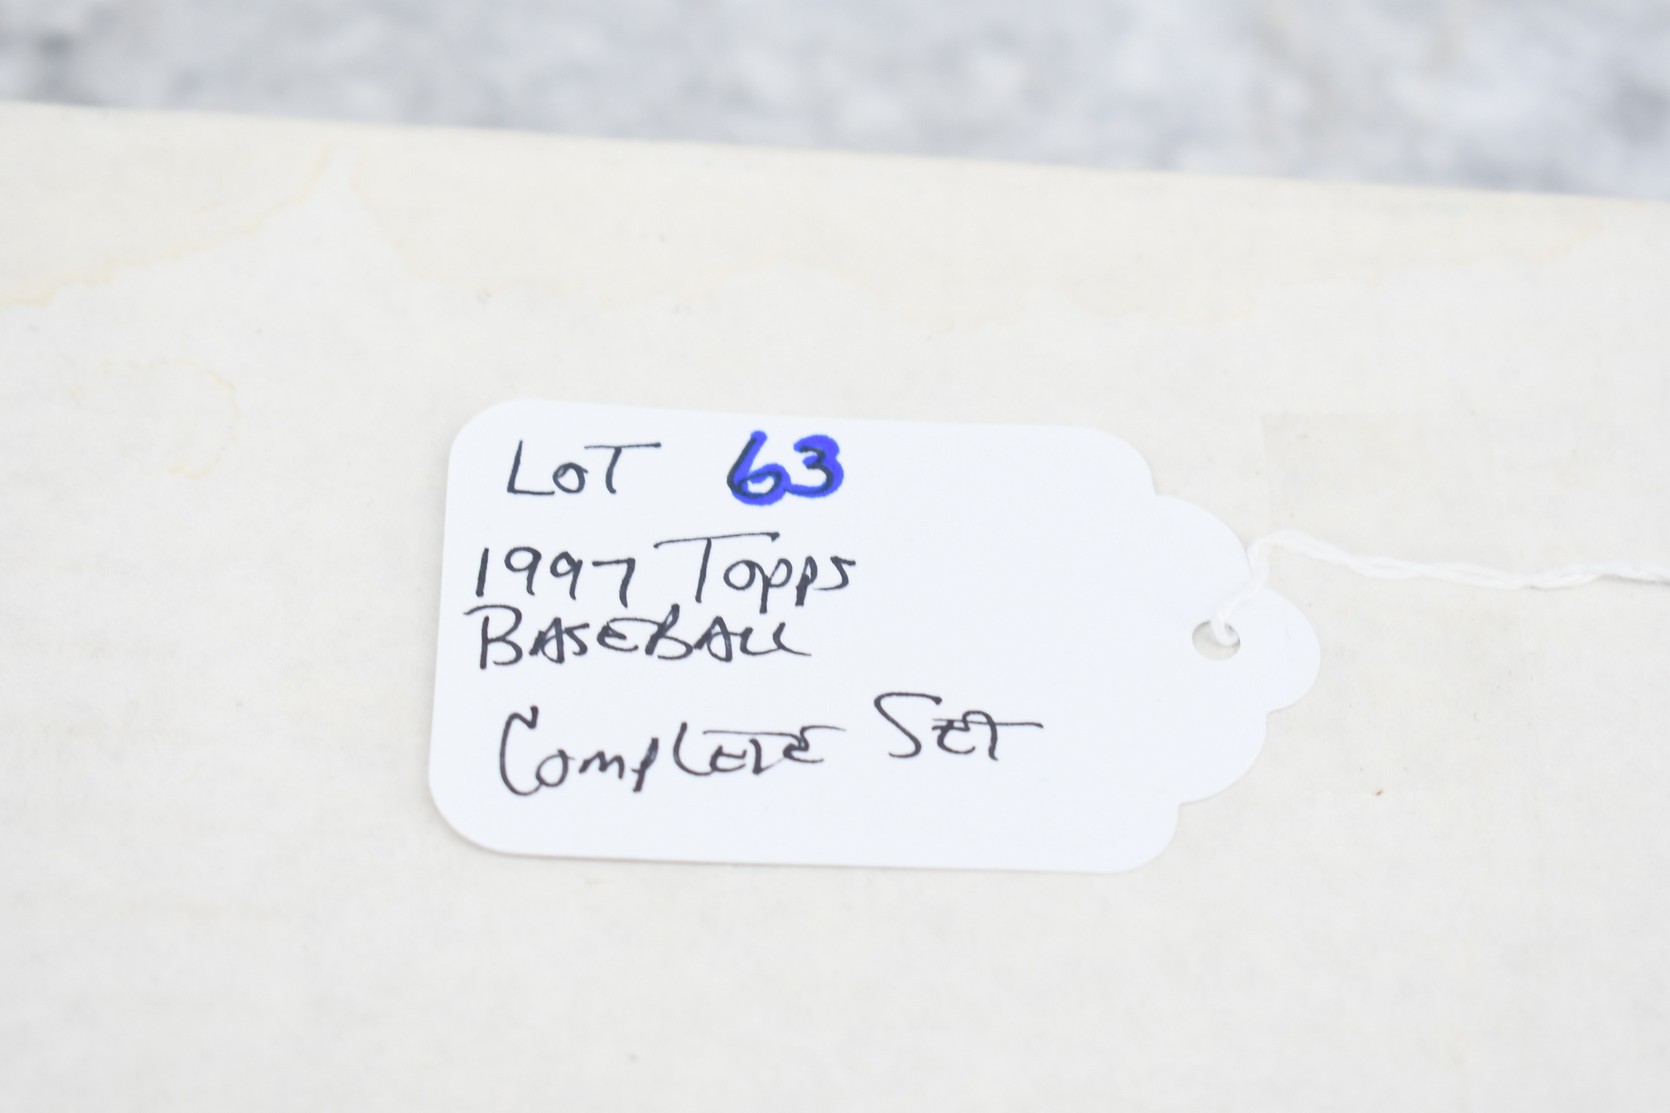 LOT 63
1997 Topps
BASEBALL
Complete Set